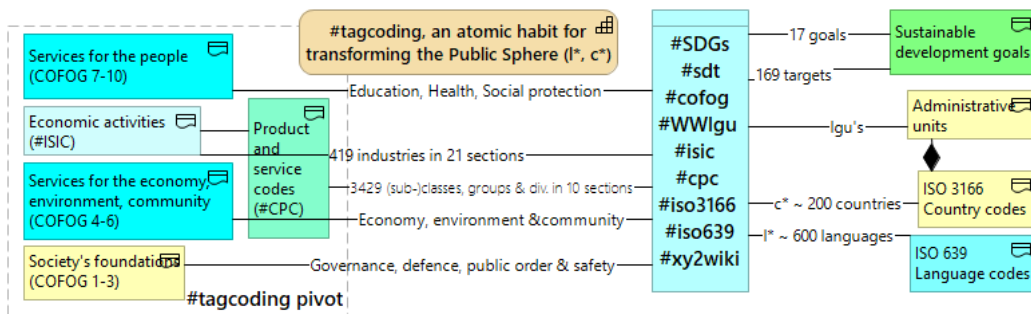 #tagcoding, an atomic habit for
transforming the Public Sphere (l*, c*)
Services for the people
(COFOG 7-10)
Economic activities
(#ISIC)
Product
and
service
codes
(#CPC)
Services for the economy,
environment, community
(COFOG 4-6)
Society's foundations
(COFOG 1-3)
#tagcoding pivot
Education, Health, Social protection
419 industries in 21 sections
3429 (sub-)classes, groups & div. in 10 sections
Economy, environment &community
Governance, defence, public order & safety
#SDGs
#sdt
#cofog
#WWlgu
#isic
#cpc
#iso3166
#iso639
#xy2wiki
17 goals
169 targets
lgu's
c* ~ 200 countries
l* ~ 600 languages
Sustainable
development goals
Administrative
units
ISO 3166
Country codes
ISO 639
Language codes